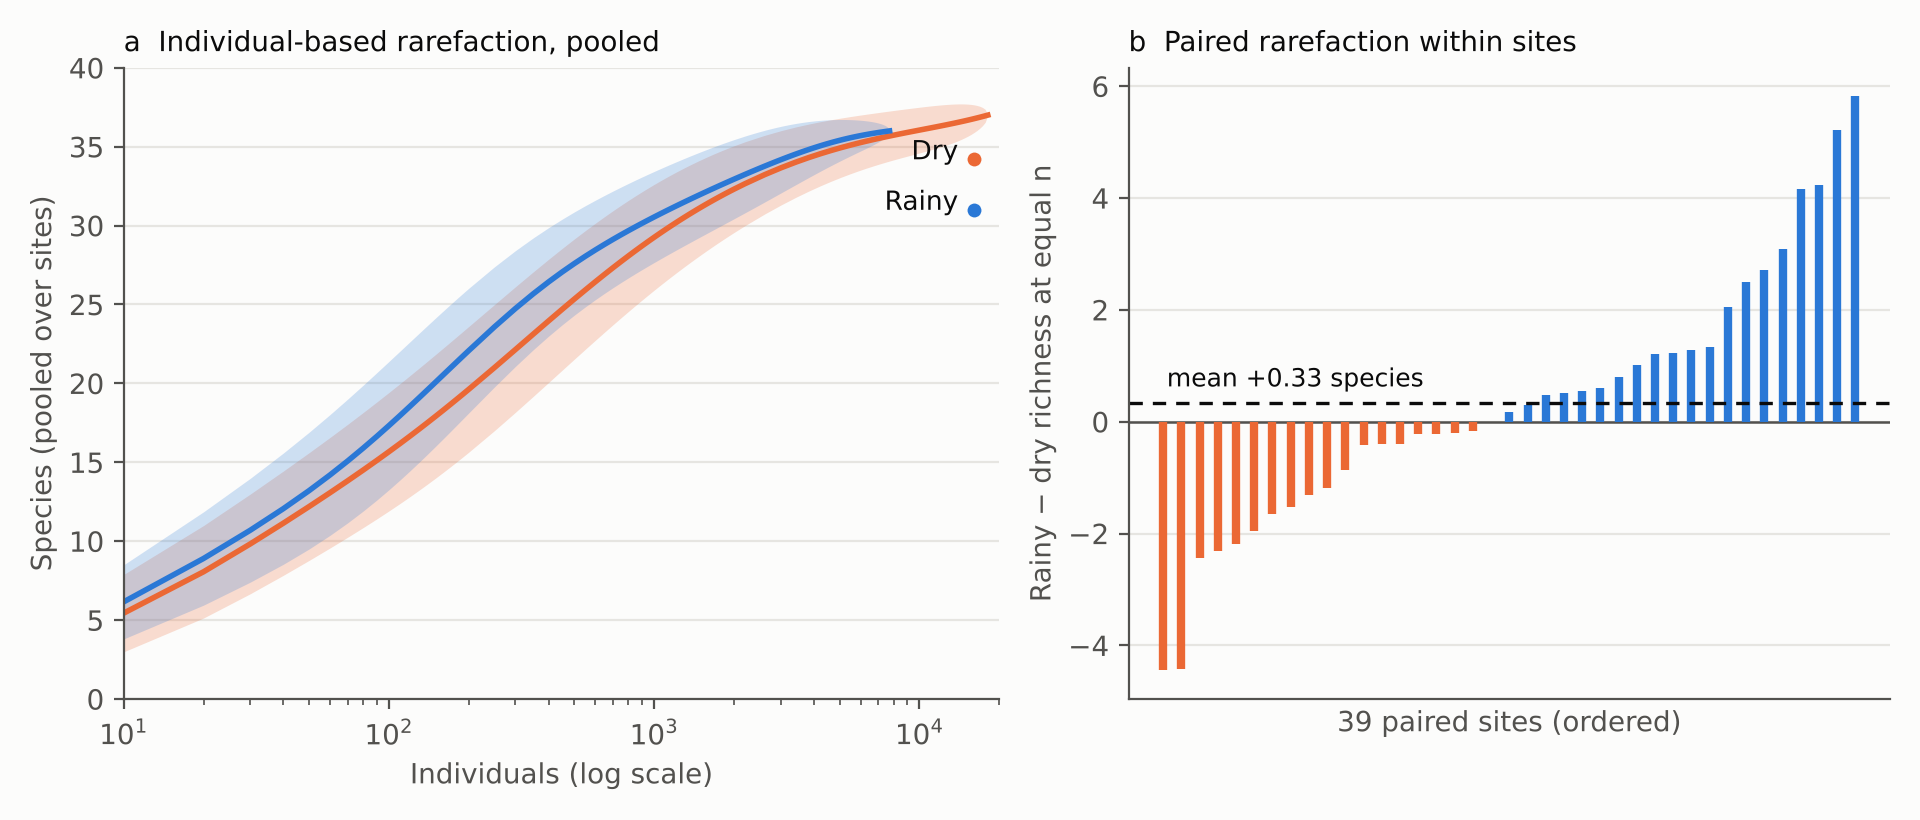 a Individual-based rarefaction, pooled
Species (pooled over sites)
40
35
30
25
20
15
10
5
0
Dry
Rainy
10¹
10²
10³
10⁴
Individuals (log scale)
b Paired rarefaction within sites
Rainy − dry richness at equal n
6
4
2
0
−2
−4
mean +0.33 species
39 paired sites (ordered)